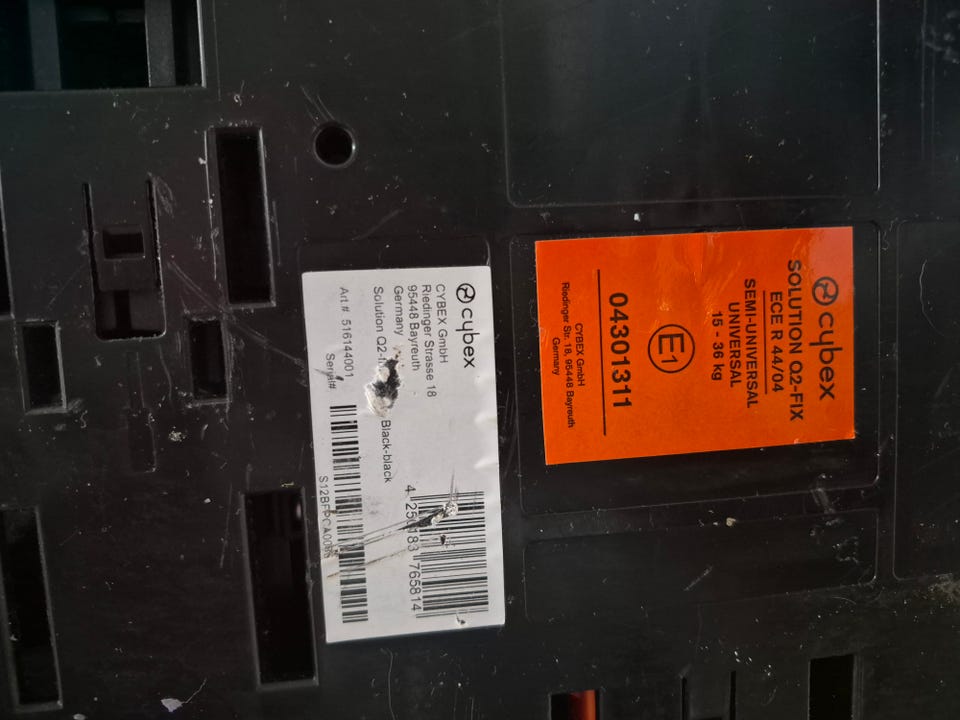 cybex
CYBEX GmbH
Riedinger Strasse 18
95448 Bayreuth
Germany
Solution Black-black
Art.# 516144001
Serial#
cybex
SOLUTION Q2-FIX
ECE R 44/04
SEMI-UNIVERSAL
UNIVERSAL
15 - 36 kg
E1
04301311
CYBEX GmbH
Riedinger Str. 18, 95448 Bayreuth
Germany